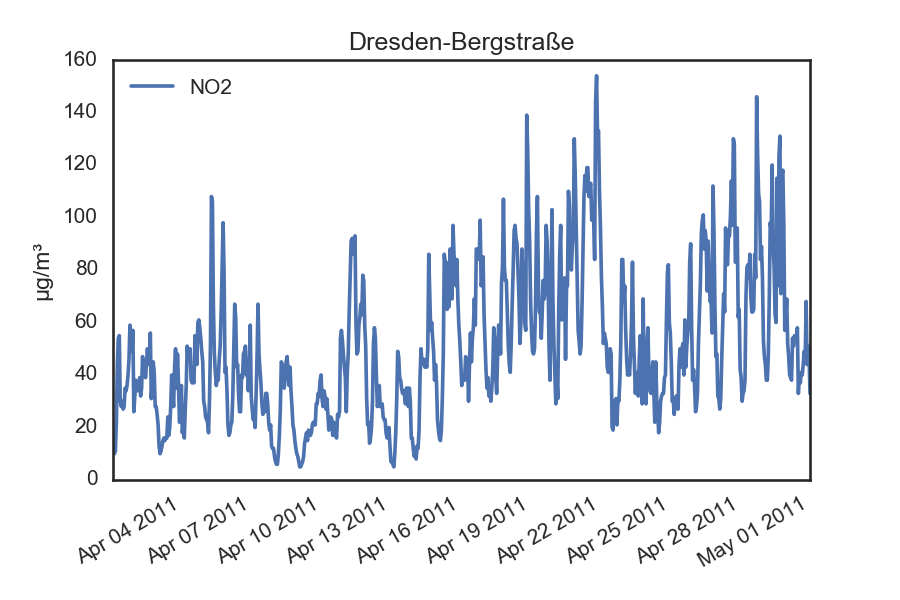 Dresden-Bergstraße
NO2
µg/m³
160
140
120
100
80
60
40
20
0
Apr 04 2011
Apr 07 2011
Apr 10 2011
Apr 13 2011
Apr 16 2011
Apr 19 2011
Apr 22 2011
Apr 25 2011
Apr 28 2011
May 01 2011